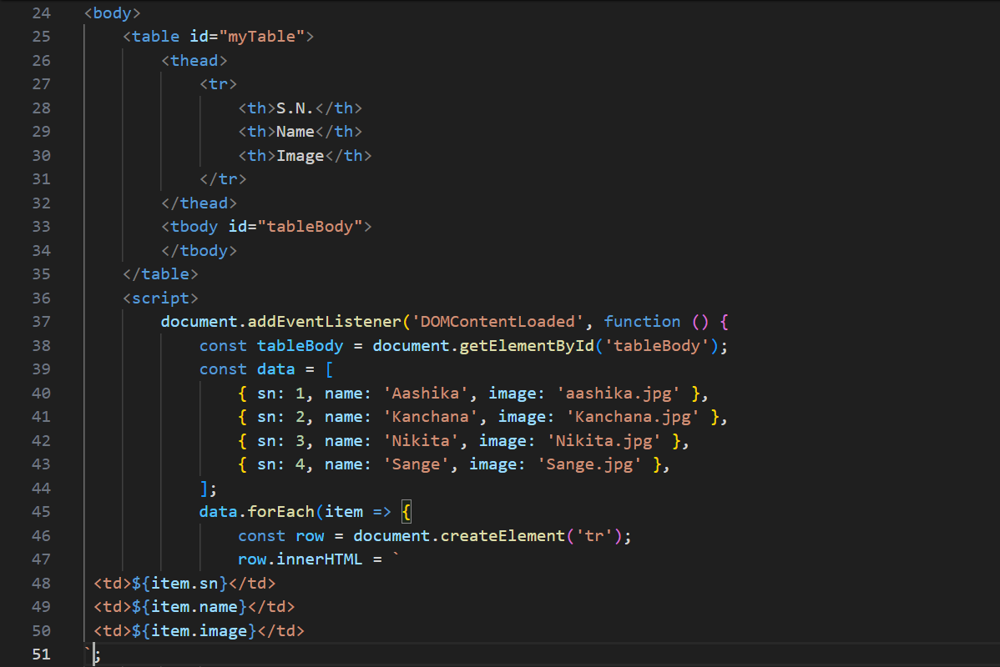 24 <body>
25 <table id="myTable">
26 <thead>
27 <tr>
28 <th>S.N.</th>
29 <th>Name</th>
30 <th>Image</th>
31 </tr>
32 </thead>
33 <tbody id="tableBody">
34 </tbody>
35 </table>
36 <script>
37 document.addEventListener('DOMContentLoaded', function () {
38 const tableBody = document.getElementById('tableBody');
39 const data = [
40 { sn: 1, name: 'Aashika', image: 'aashika.jpg' },
41 { sn: 2, name: 'Kanchana', image: 'Kanchana.jpg' },
42 { sn: 3, name: 'Nikita', image: 'Nikita.jpg' },
43 { sn: 4, name: 'Sange', image: 'Sange.jpg' },
44 ];
45 data.forEach(item => {
46 const row = document.createElement('tr');
47 row.innerHTML = `
48 <td>${item.sn}</td>
49 <td>${item.name}</td>
50 <td>${item.image}</td>
51 `;